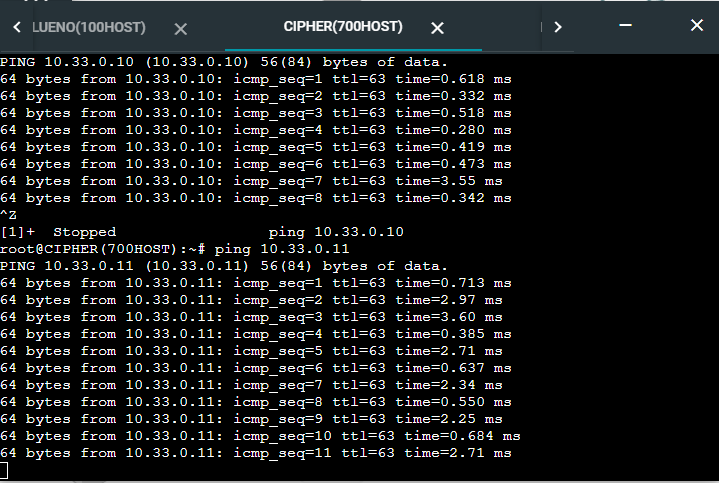 LUENO(100HOST)
CIPHER(700HOST)
PING 10.33.0.10 (10.33.0.10) 56(84) bytes of data.
64 bytes from 10.33.0.10: icmp_seq=1 ttl=63 time=0.618 ms
64 bytes from 10.33.0.10: icmp_seq=2 ttl=63 time=0.332 ms
64 bytes from 10.33.0.10: icmp_seq=3 ttl=63 time=0.518 ms
64 bytes from 10.33.0.10: icmp_seq=4 ttl=63 time=0.280 ms
64 bytes from 10.33.0.10: icmp_seq=5 ttl=63 time=0.419 ms
64 bytes from 10.33.0.10: icmp_seq=6 ttl=63 time=0.473 ms
64 bytes from 10.33.0.10: icmp_seq=7 ttl=63 time=3.55 ms
64 bytes from 10.33.0.10: icmp_seq=8 ttl=63 time=0.342 ms
^Z
[1]+  Stopped                 ping 10.33.0.10
root@CIPHER(700HOST):~# ping 10.33.0.11
PING 10.33.0.11 (10.33.0.11) 56(84) bytes of data.
64 bytes from 10.33.0.11: icmp_seq=1 ttl=63 time=0.713 ms
64 bytes from 10.33.0.11: icmp_seq=2 ttl=63 time=2.97 ms
64 bytes from 10.33.0.11: icmp_seq=3 ttl=63 time=3.60 ms
64 bytes from 10.33.0.11: icmp_seq=4 ttl=63 time=0.385 ms
64 bytes from 10.33.0.11: icmp_seq=5 ttl=63 time=2.71 ms
64 bytes from 10.33.0.11: icmp_seq=6 ttl=63 time=0.637 ms
64 bytes from 10.33.0.11: icmp_seq=7 ttl=63 time=2.34 ms
64 bytes from 10.33.0.11: icmp_seq=8 ttl=63 time=0.550 ms
64 bytes from 10.33.0.11: icmp_seq=9 ttl=63 time=2.25 ms
64 bytes from 10.33.0.11: icmp_seq=10 ttl=63 time=0.684 ms
64 bytes from 10.33.0.11: icmp_seq=11 ttl=63 time=2.71 ms